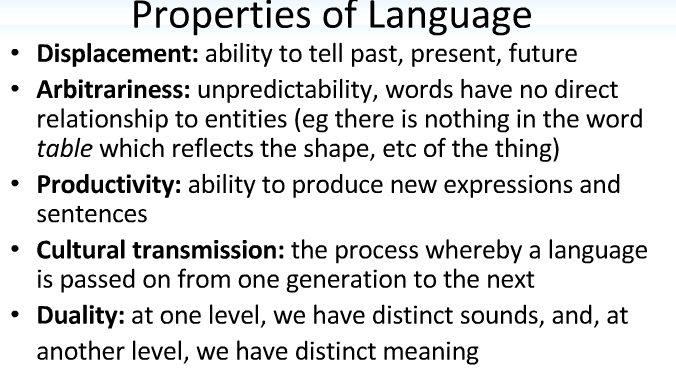 Properties of Language
• Displacement: ability to tell past, present, future
• Arbitrariness: unpredictability, words have no direct
relationship to entities (eg there is nothing in the word
table which reflects the shape, etc of the thing)
• Productivity: ability to produce new expressions and
sentences
• Cultural transmission: the process whereby a language
is passed on from one generation to the next
• Duality: at one level, we have distinct sounds, and, at
another level, we have distinct meaning